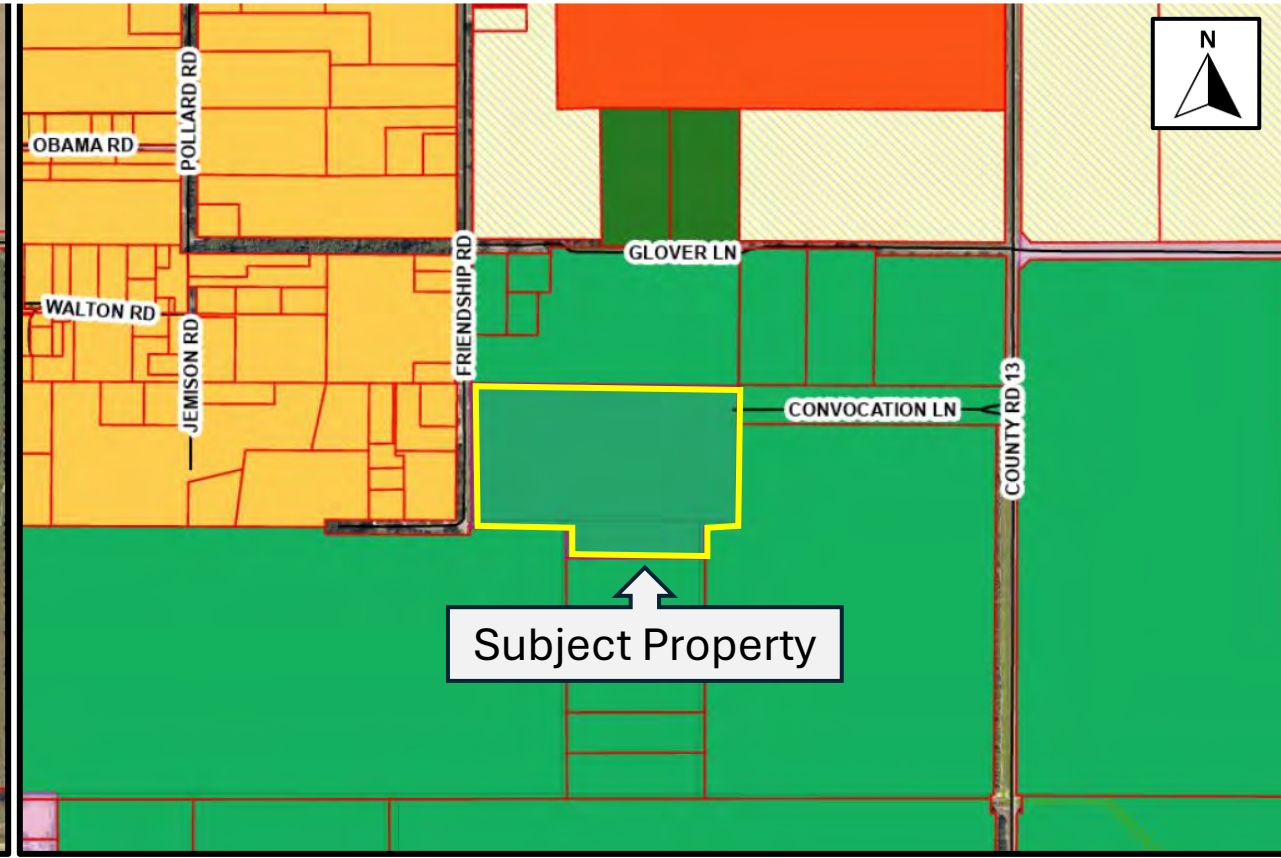 N
POLLARD RD
OBAMA RD
GLOVER LN
FRIENDSHIP RD
WALTON RD
JEMISON RD
COUNTY RD 13
CONVOCATION LN
Subject Property